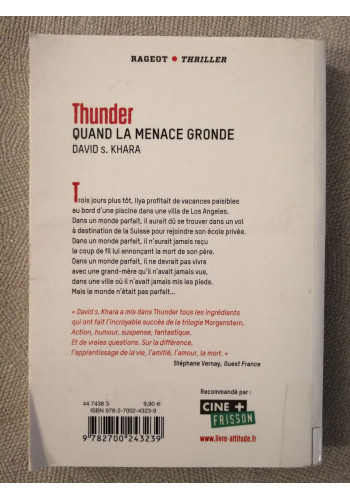 RAGEOT * THRILLER
Thunder
QUAND LA MENACE GRONDE
DAVID s. KHARA
Trois jours plus tôt, Ilya profitait de vacances paisibles
au bord d'une piscine dans une ville de Los Angeles.
Dans un monde parfait, il aurait dû se trouver dans un vol
à destination de la Suisse pour rejoindre son école privée.
Dans un monde parfait, il n'aurait jamais reçu
le coup de fil lui annonçant la mort de son père.
Dans un monde parfait, il ne devrait pas vivre
avec une grand-mère qu'il n'avait jamais vue,
dans une ville où il n'avait jamais mis les pieds.
Mais le monde n'était pas parfait...
« David s. Khara a mis dans Thunder tous les ingrédients
qui ont fait l'incroyable succès de la trilogie Morgenstern.
Action, humour, suspense, fantastique.
Et de vraies questions. Sur la différence,
l'apprentissage de la vie, l'amitié, l'amour, la mort. »
Stéphane Vernay, Ouest France
44 7438 3
9,90 €
ISBN 978-2-7002-4323-9
9 782700 243239
Recommandé par :
CINE +
FRISSON
www.livre-attitude.fr